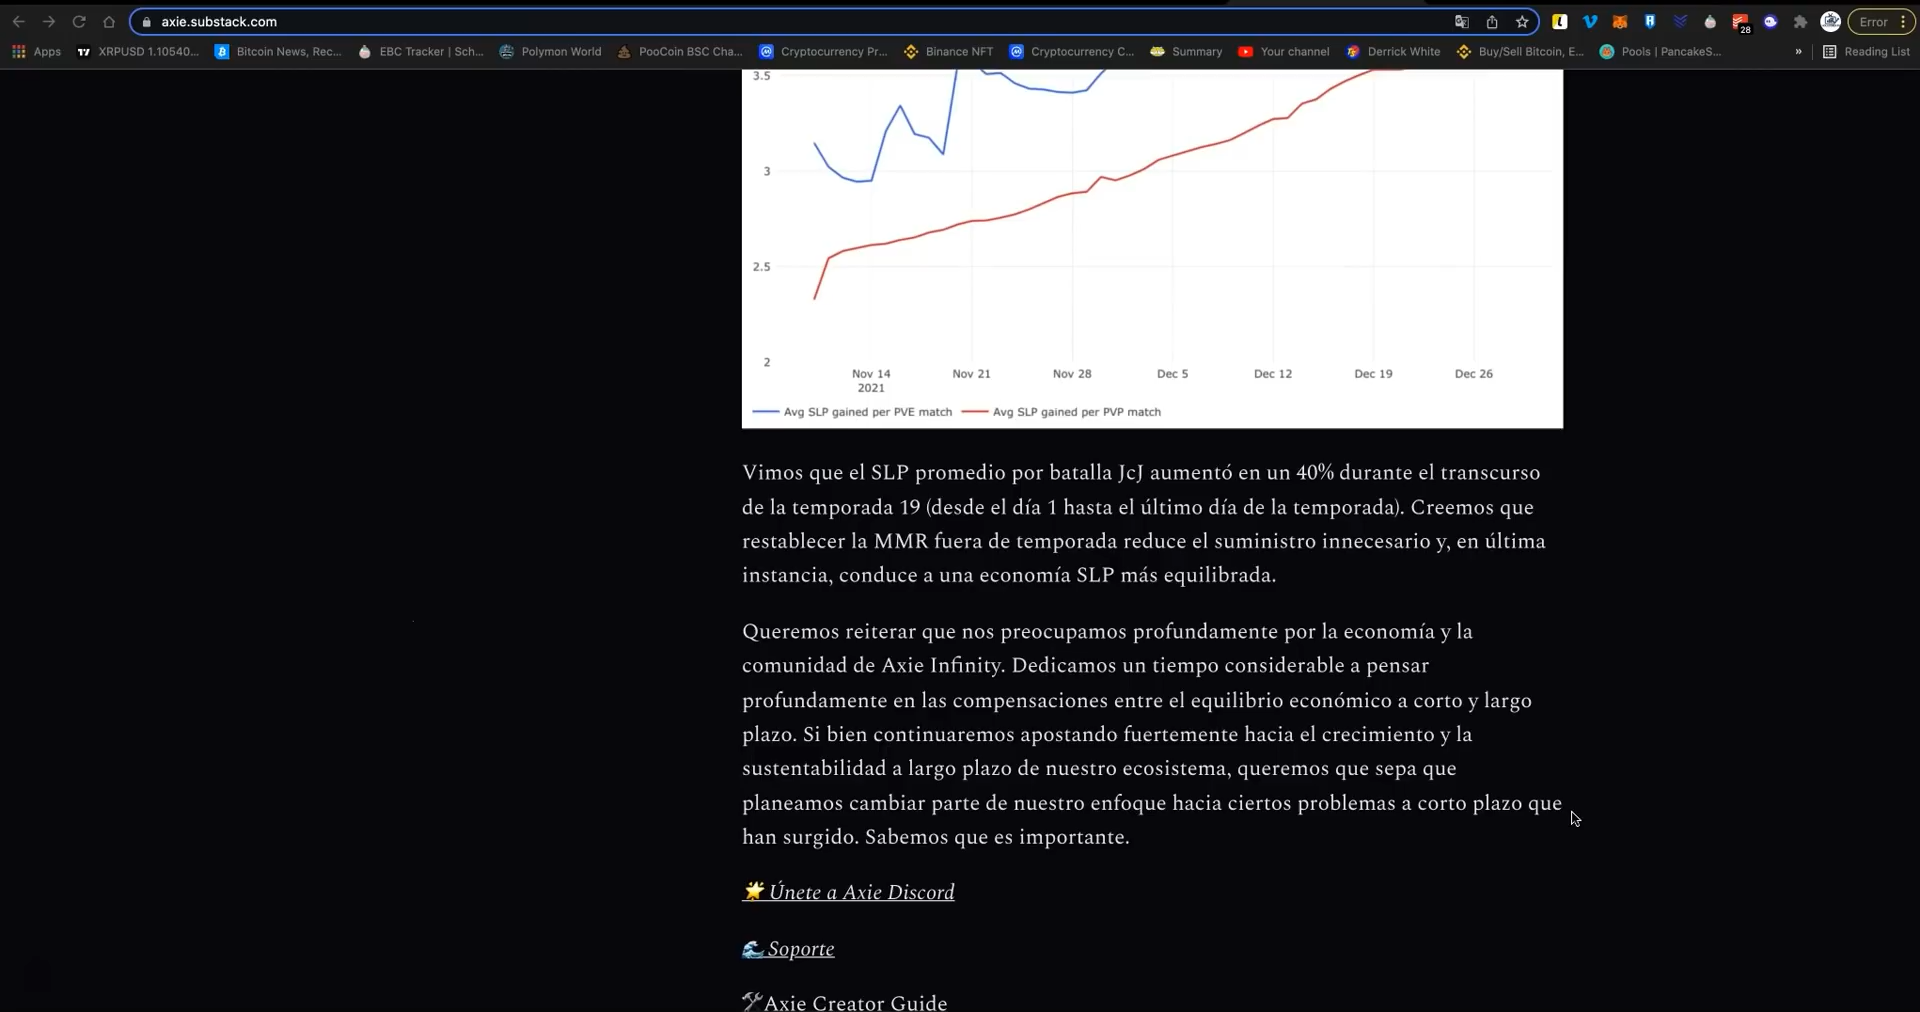 axie.substack.com
Error
Apps
XRPUSD 1.10540...
Bitcoin News, Rec...
EBC Tracker | Sch...
Polymon World
PooCoin BSC Cha...
Cryptocurrency Pr...
Binance NFT
Cryptocurrency C...
Summary
Your channel
Derrick White
Buy/Sell Bitcoin, E...
Pools | PancakeS...
»
Reading List
28
3.5
3
2.5
2
Nov 14
2021
Nov 21
Nov 28
Dec 5
Dec 12
Dec 19
Dec 26
Avg SLP gained per PVE match
Avg SLP gained per PVP match
Vimos que el SLP promedio por batalla JcJ aumentó en un 40% durante el transcurso
de la temporada 19 (desde el día 1 hasta el último día de la temporada). Creemos que
restablecer la MMR fuera de temporada reduce el suministro innecesario y, en última
instancia, conduce a una economía SLP más equilibrada.
Queremos reiterar que nos preocupamos profundamente por la economía y la
comunidad de Axie Infinity. Dedicamos un tiempo considerable a pensar
profundamente en las compensaciones entre el equilibrio económico a corto y largo
plazo. Si bien continuaremos apostando fuertemente hacia el crecimiento y la
sustentabilidad a largo plazo de nuestro ecosistema, queremos que sepa que
planeamos cambiar parte de nuestro enfoque hacia ciertos problemas a corto plazo que
han surgido. Sabemos que es importante.
🌟 Únete a Axie Discord
🌊 Soporte
🛠Axie Creator Guide